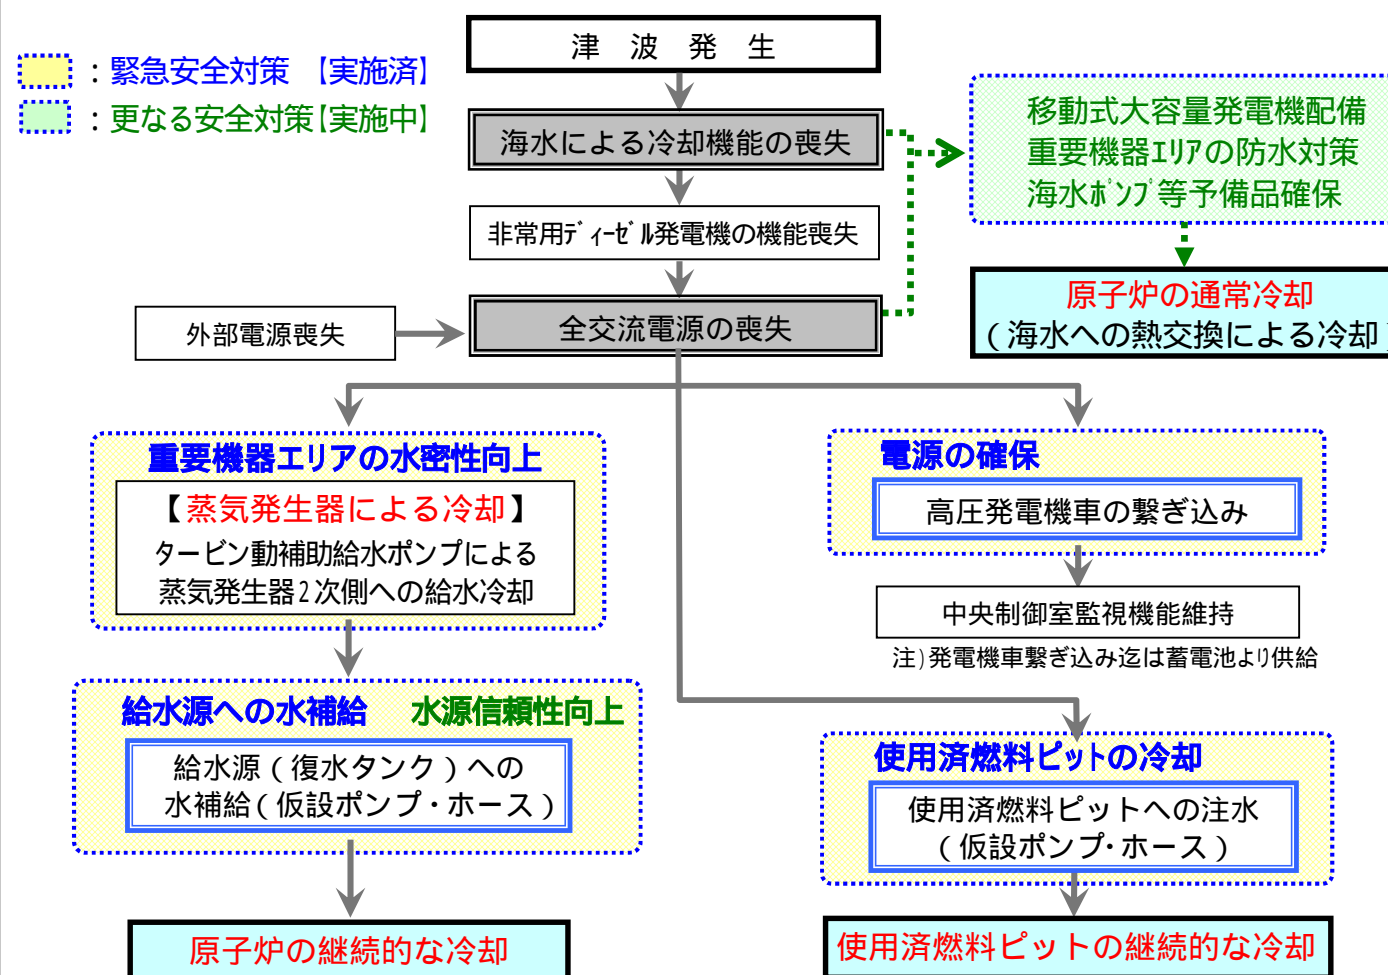 津 波 発 生
：緊急安全対策 【実施済】
：更なる安全対策【実施中】
海水による冷却機能の喪失
移動式大容量発電機配備
重要機器ｴﾘｱの防水対策
海水ﾎﾟﾝﾌﾟ等予備品確保
非常用ﾃﾞｨｰｾﾞﾙ発電機の機能喪失
原子炉の通常冷却
（海水への熱交換による冷却）
外部電源喪失
全交流電源の喪失
重要機器エリアの水密性向上
【蒸気発生器による冷却】
タービン動補助給水ポンプによる
蒸気発生器2次側への給水冷却
電源の確保
高圧発電機車の繋ぎ込み
中央制御室監視機能維持
注）発電機車繋ぎ込み迄は蓄電池より供給
給水源への水補給 水源信頼性向上
給水源（復水タンク）への
水補給（仮設ポンプ・ホース）
使用済燃料ピットの冷却
使用済燃料ピットへの注水
（仮設ポンプ・ホース）
原子炉の継続的な冷却
使用済燃料ピットの継続的な冷却